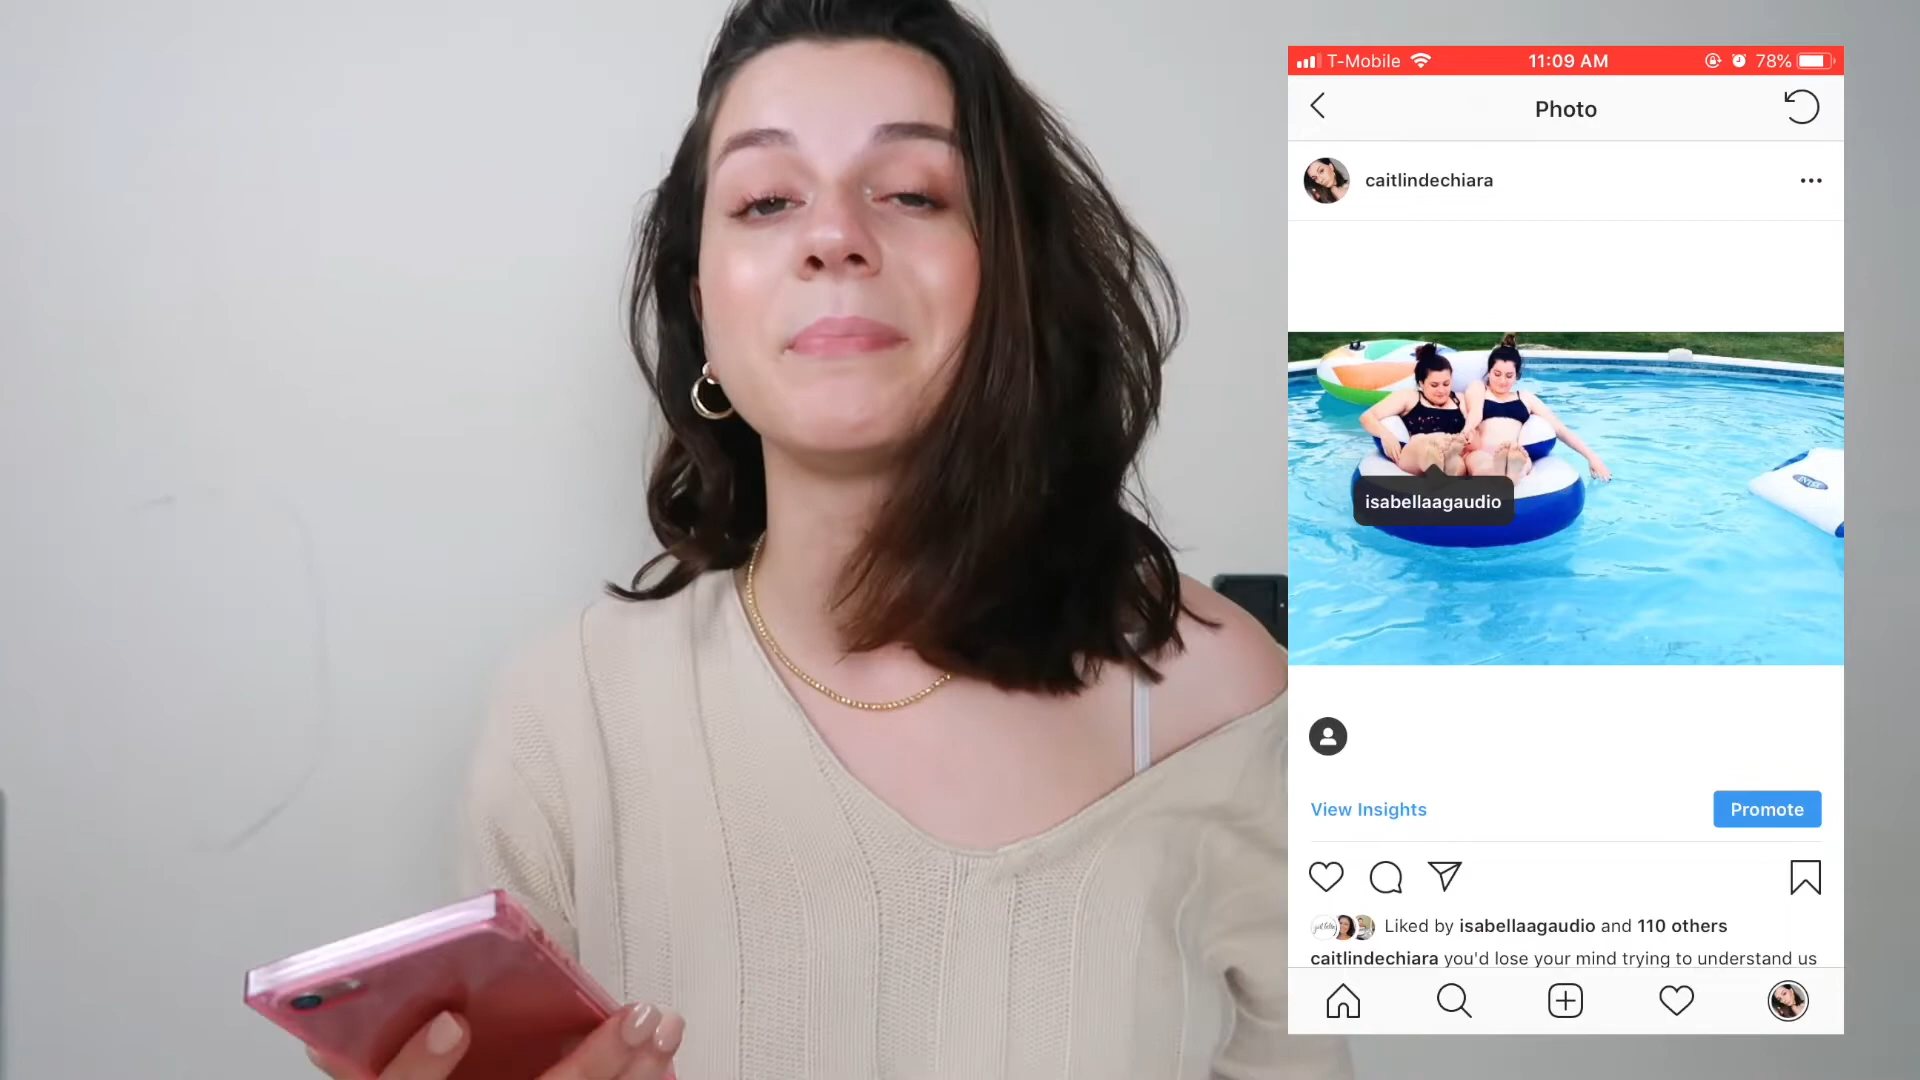 T-Mobile 11:09 AM 78%
Photo
caitlindechiara
INTEX
isabellaagaudio
View Insights Promote
Liked by isabellaagaudio and 110 others
caitlindechiara you'd lose your mind trying to understand us